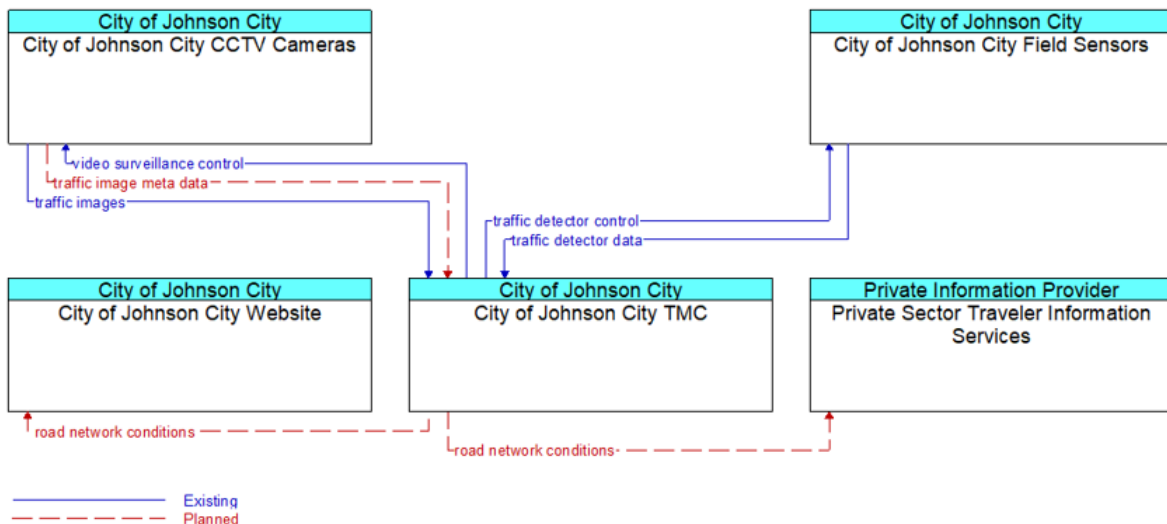 City of Johnson City
City of Johnson City CCTV Cameras
City of Johnson City
City of Johnson City Field Sensors
video surveillance control
traffic image meta data
traffic images
traffic detector control
traffic detector data
City of Johnson City
City of Johnson City Website
City of Johnson City
City of Johnson City TMC
Private Information Provider
Private Sector Traveler Information
Services
road network conditions
road network conditions
Existing
Planned